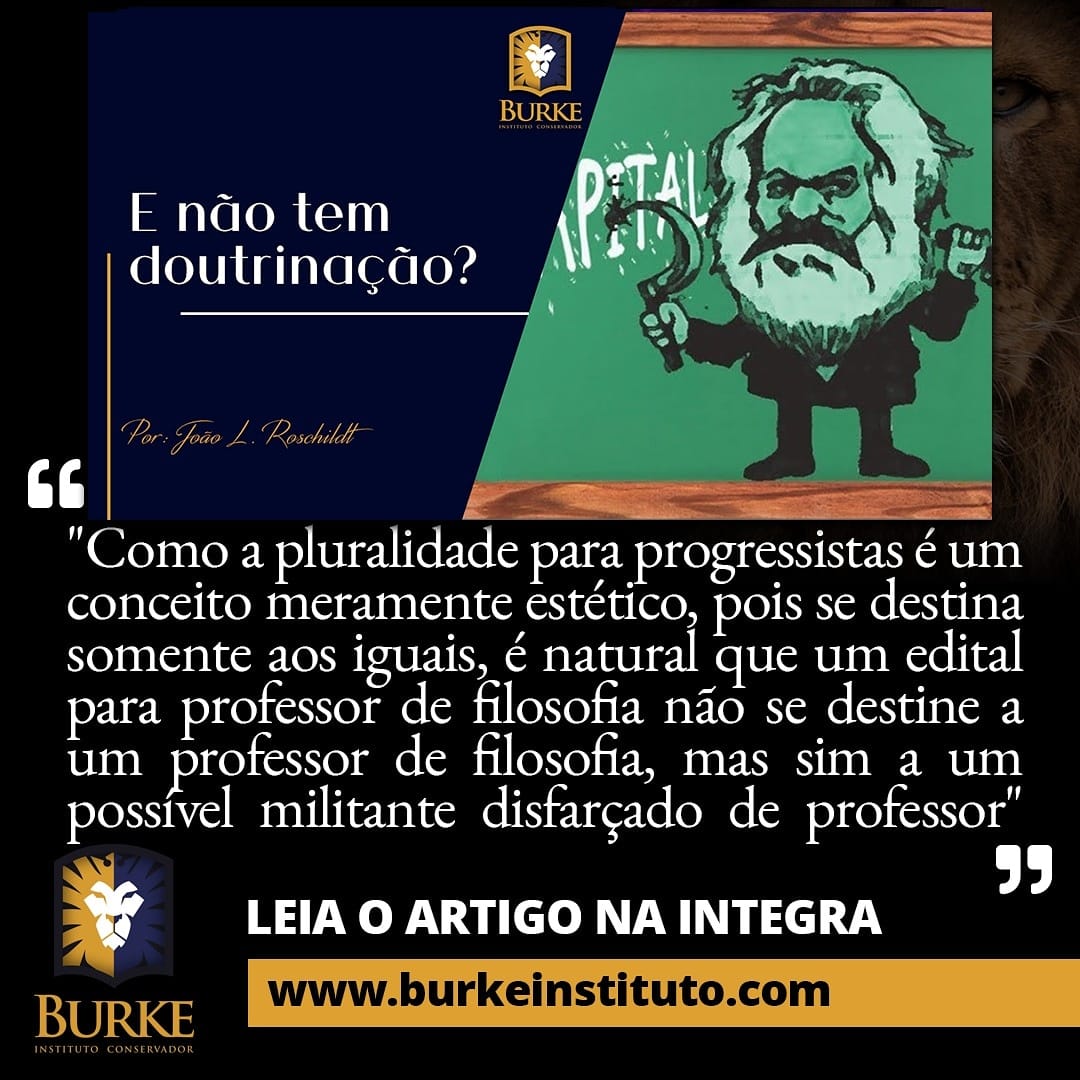 BURKE
INSTITUTO CONSERVADOR
PITAL
E não tem
doutrinação?
Por: João L. Roschildt
"Como a pluralidade para progressistas é um
conceito meramente estético, pois se destina
somente aos iguais, é natural que um edital
para professor de filosofia não se destine a
um professor de filosofia, mas sim a um
possível militante disfarçado de professor"
LEIA O ARTIGO NA INTEGRA
www.burkeinstituto.com
BURKE
INSTITUTO CONSERVADOR